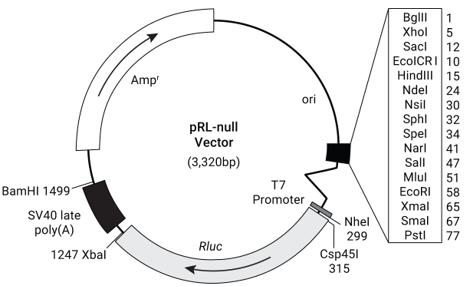 BglII 1
XhoI 5
SacI 12
EcoICR I 10
HindIII 15
NdeI 24
NsiI 30
SphI 32
SpeI 34
NarI 41
SalI 47
MluI 51
EcoRI 58
XmaI 65
SmaI 67
PstI 77
Ampʳ
ori
pRL-null
Vector
(3,320bp)
T7
Promoter
BamHI 1499
SV40 late
poly(A)
1247 XbaI
Rluc
NheI
299
Csp45I
315